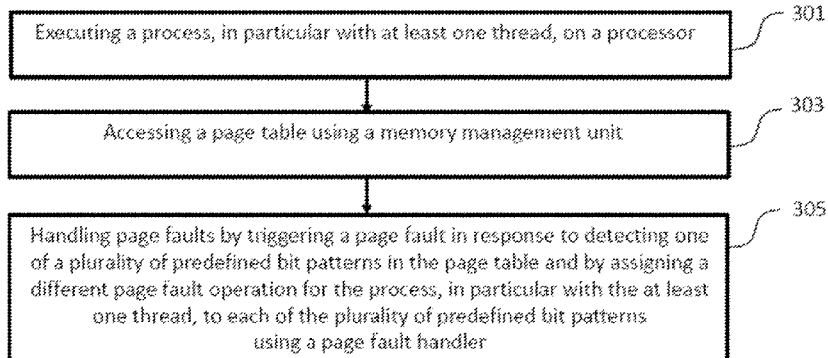 Executing a process, in particular with at least one thread, on a processor
301
Accessing a page table using a memory management unit
303
Handling page faults by triggering a page fault in response to detecting one
of a plurality of predefined bit patterns in the page table and by assigning a
different page fault operation for the process, in particular with the at least
one thread, to each of the plurality of predefined bit patterns
using a page fault handler
305